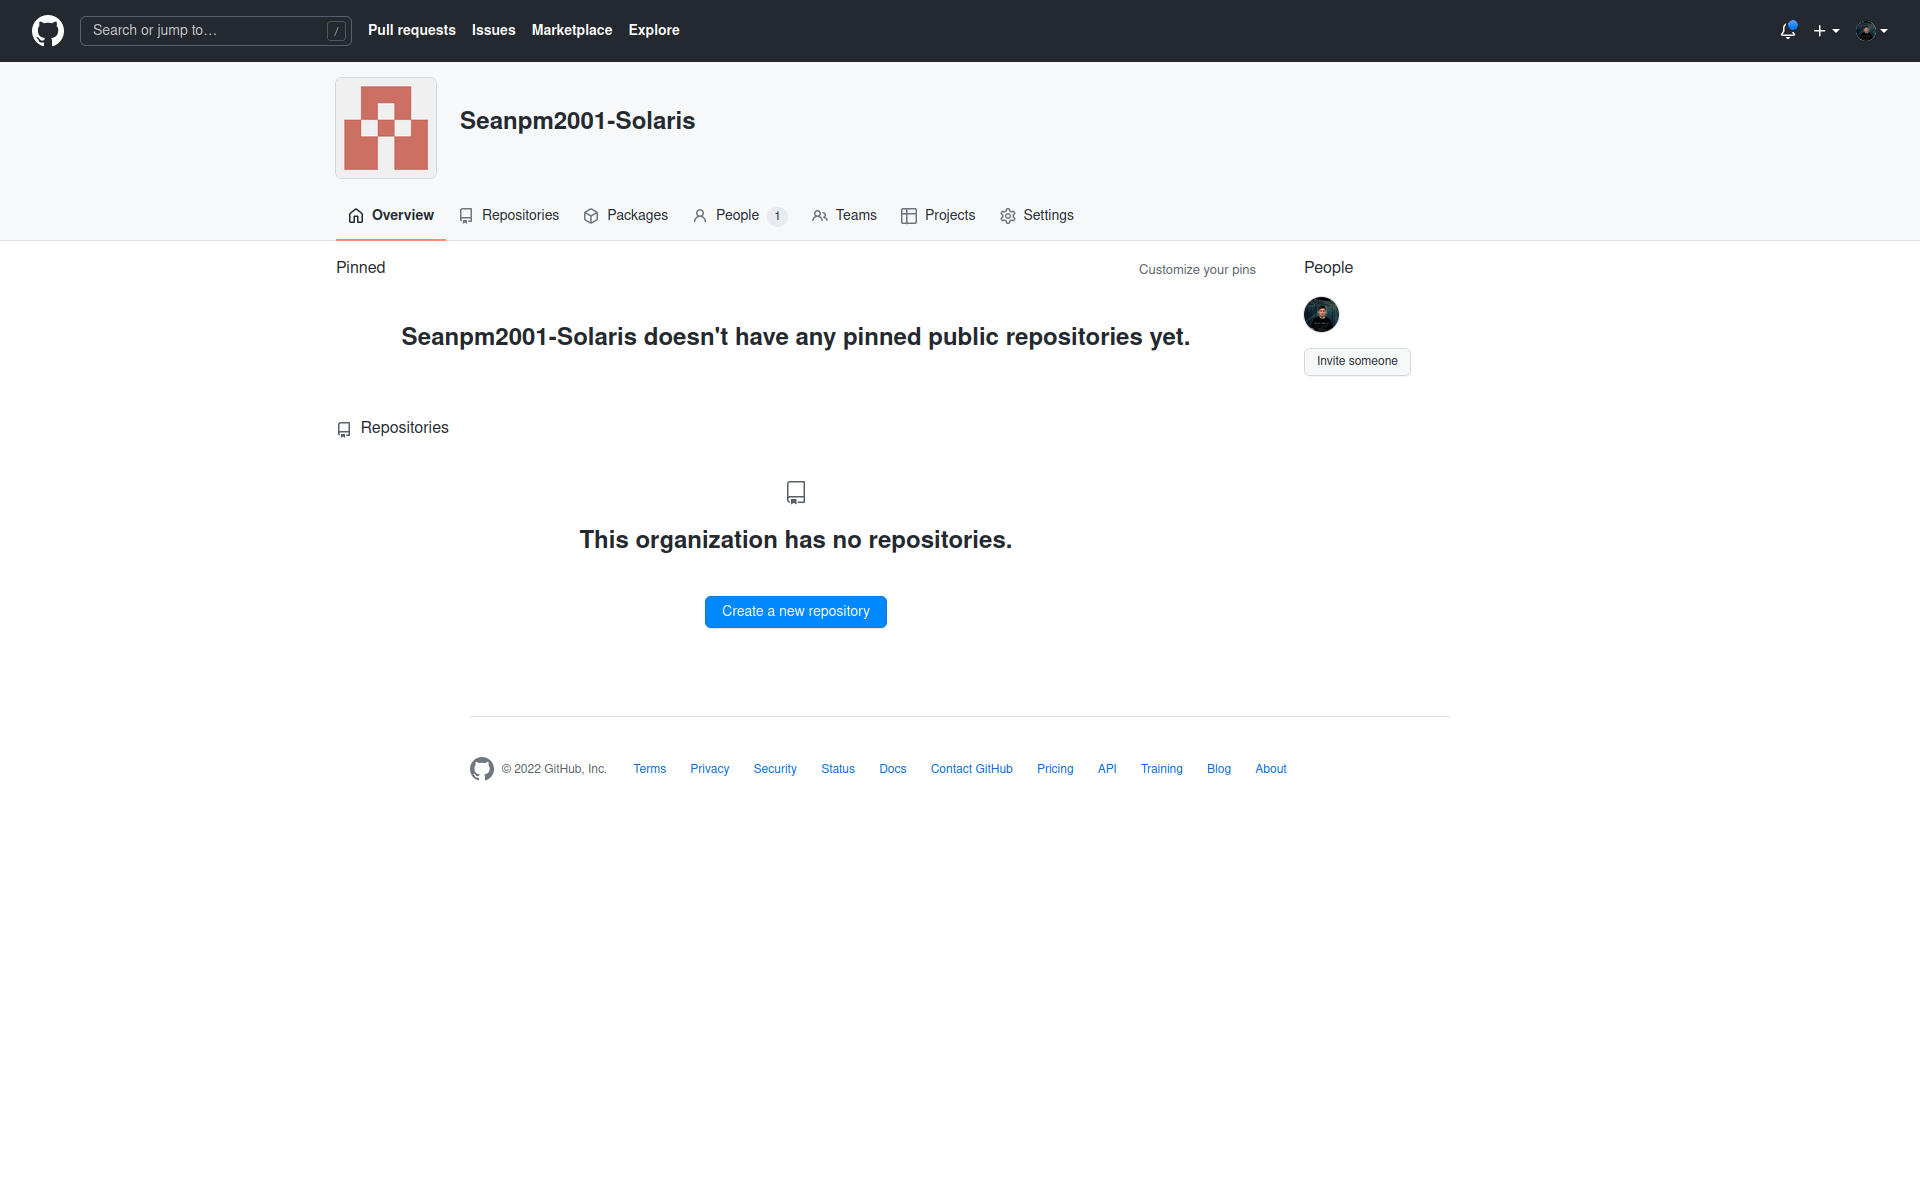 Search or jump to… / Pull requests Issues Marketplace Explore
Seanpm2001-Solaris
Overview Repositories Packages People 1 Teams Projects Settings
Pinned Customize your pins
Seanpm2001-Solaris doesn't have any pinned public repositories yet.
People
Invite someone
Repositories
This organization has no repositories.
Create a new repository
© 2022 GitHub, Inc. Terms Privacy Security Status Docs Contact GitHub Pricing API Training Blog About